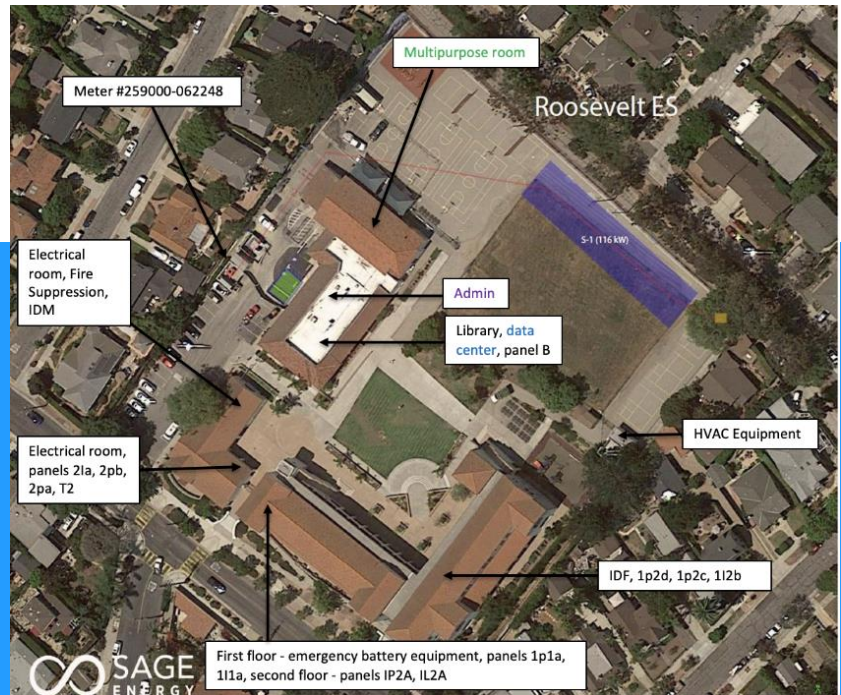 Multipurpose room
Meter #259000-062248
Roosevelt ES
S-1 (116 kW)
Electrical
room, Fire
Suppression,
IDM
Admin
Library, data
center, panel B
HVAC Equipment
Electrical room,
panels 2la, 2pb,
2pa, T2
IDF, 1p2d, 1p2c, 1l2b
First floor - emergency battery equipment, panels 1p1a,
1l1a, second floor - panels IP2A, IL2A
SAGE
ENERGY